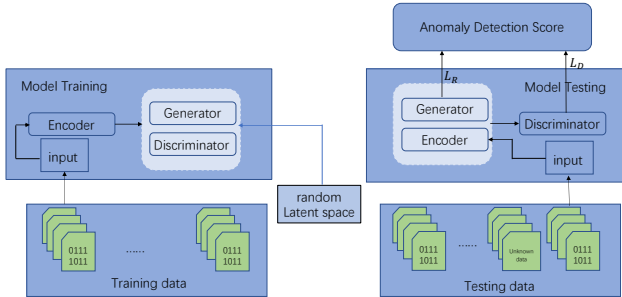 Model Training
Encoder
input
Generator
Discriminator
random
Latent space
0111
1011
......
0111
1011
Training data
Anomaly Detection Score
L_R
L_D
Model Testing
Generator
Encoder
Discriminator
input
0111
1011
......
Unknown
data
0111
1011
Testing data